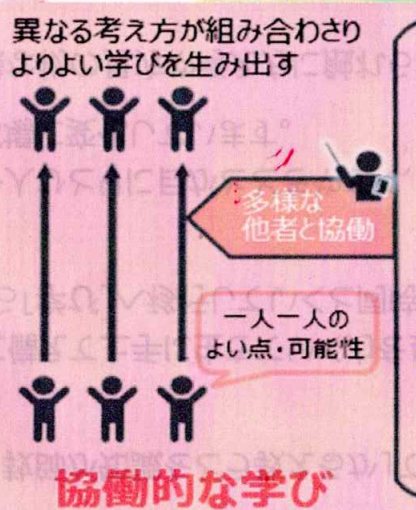 異なる考え方が組み合わさり
よりよい学びを生み出す
多様な
他者と協働
一人一人の
よい点・可能性
協働的な学び